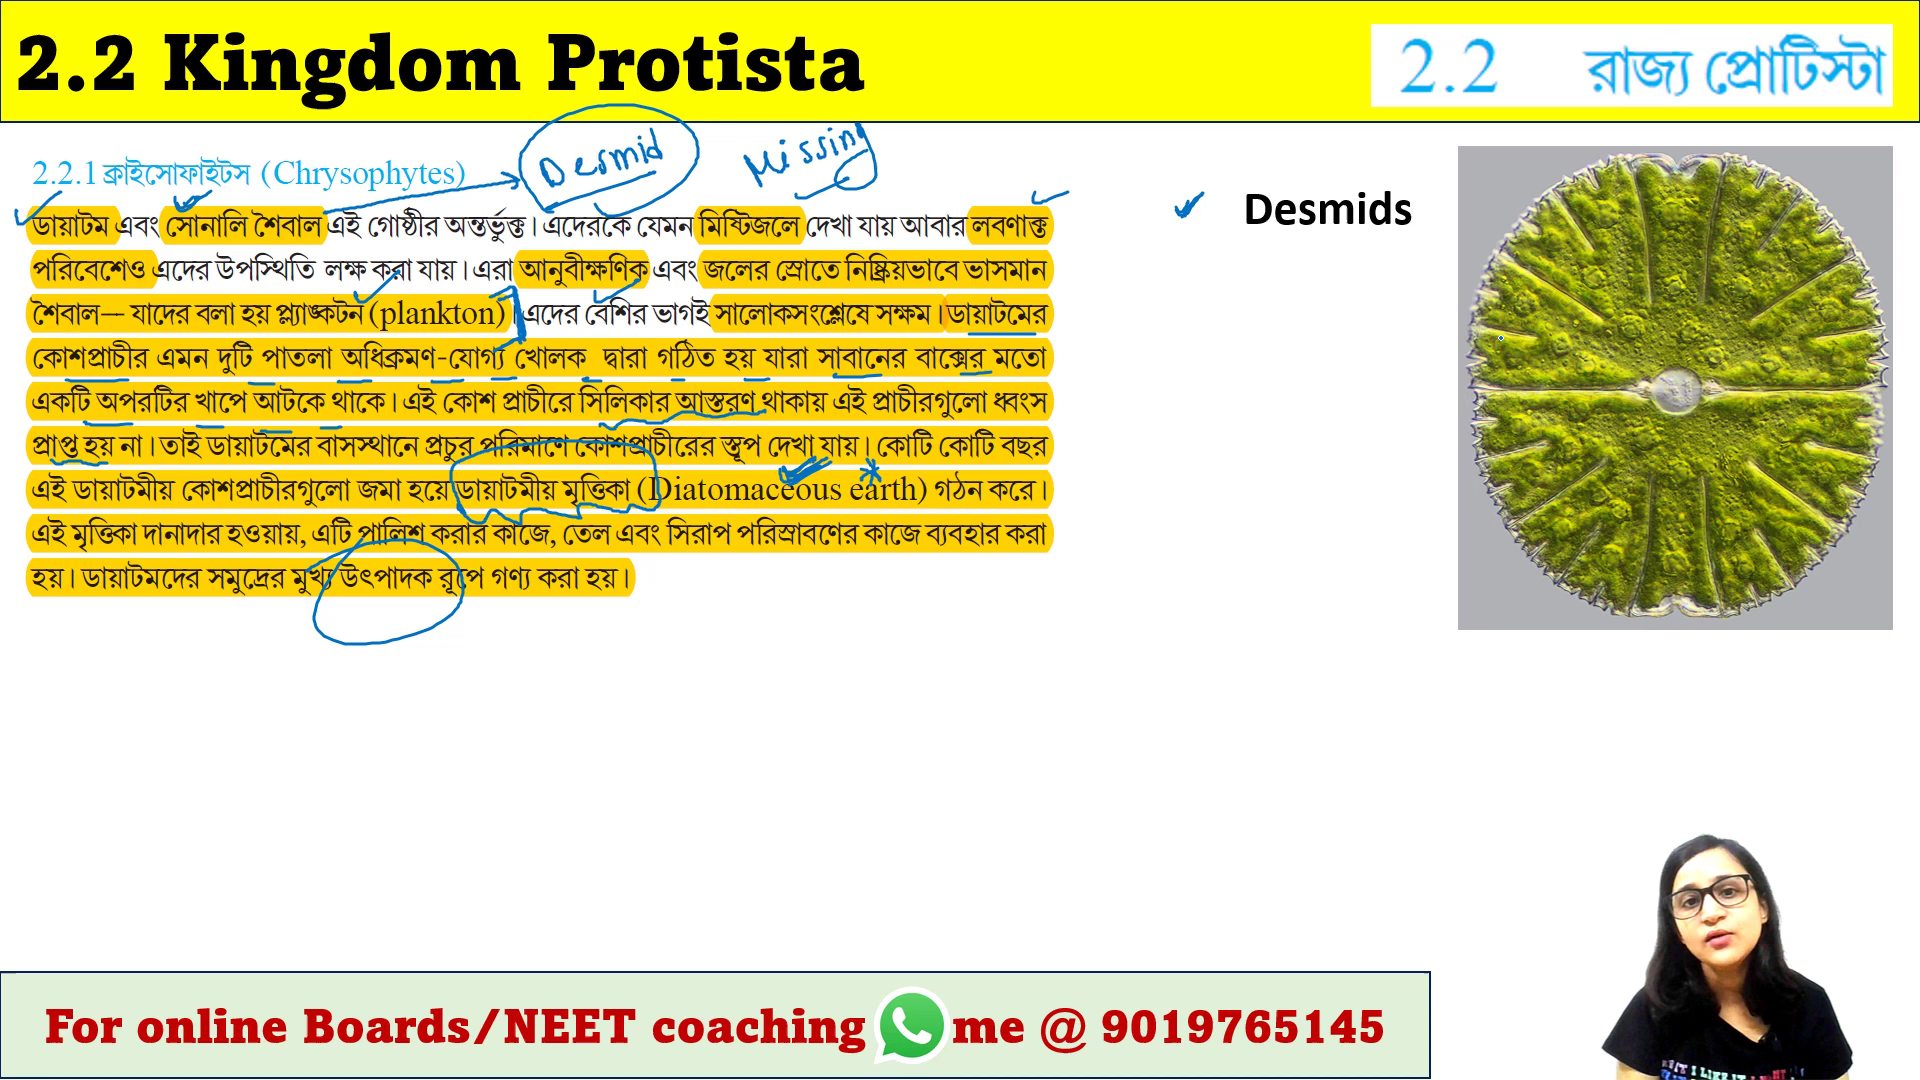 2.2 Kingdom Protista
2.2 রাজ্য প্রোটিস্টা
Desmid
Missing
2.2.1 ক্রাইসোফাইটস (Chrysophytes)
ডায়াটম এবং সোনালি শৈবাল এই গোষ্ঠীর অন্তর্ভুক্ত। এদেরকে যেমন মিষ্টিজলে দেখা যায় আবার লবণাক্ত
পরিবেশেও এদের উপস্থিতি লক্ষ করা যায়। এরা আনুবীক্ষণিক এবং জলের স্রোতে নিষ্ক্রিয়ভাবে ভাসমান
শৈবাল— যাদের বলা হয় প্ল্যাঙ্কটন (plankton)। এদের বেশির ভাগই সালোকসংশ্লেষে সক্ষম। ডায়াটমের
কোশপ্রাচীর এমন দুটি পাতলা অধিক্রমণ-যোগ্য খোলক দ্বারা গঠিত হয় যারা সাবানের বাক্সের মতো
একটি অপরটির খাপে আটকে থাকে। এই কোশ প্রাচীরে সিলিকার আস্তরণ থাকায় এই প্রাচীরগুলো ধ্বংস
প্রাপ্ত হয় না। তাই ডায়াটমের বাসস্থানে প্রচুর পরিমাণে কোশপ্রাচীরের স্তূপ দেখা যায়। কোটি কোটি বছর
এই ডায়াটমীয় কোশপ্রাচীরগুলো জমা হয়ে ডায়াটমীয় মৃত্তিকা (Diatomaceous earth) গঠন করে।
এই মৃত্তিকা দানাদার হওয়ায়, এটি পালিশ করার কাজে, তেল এবং সিরাপ পরিস্রাবণের কাজে ব্যবহার করা
হয়। ডায়াটমদের সমুদ্রের মুখ্য উৎপাদক রূপে গণ্য করা হয়।
Desmids
For online Boards/NEET coaching me @ 9019765145